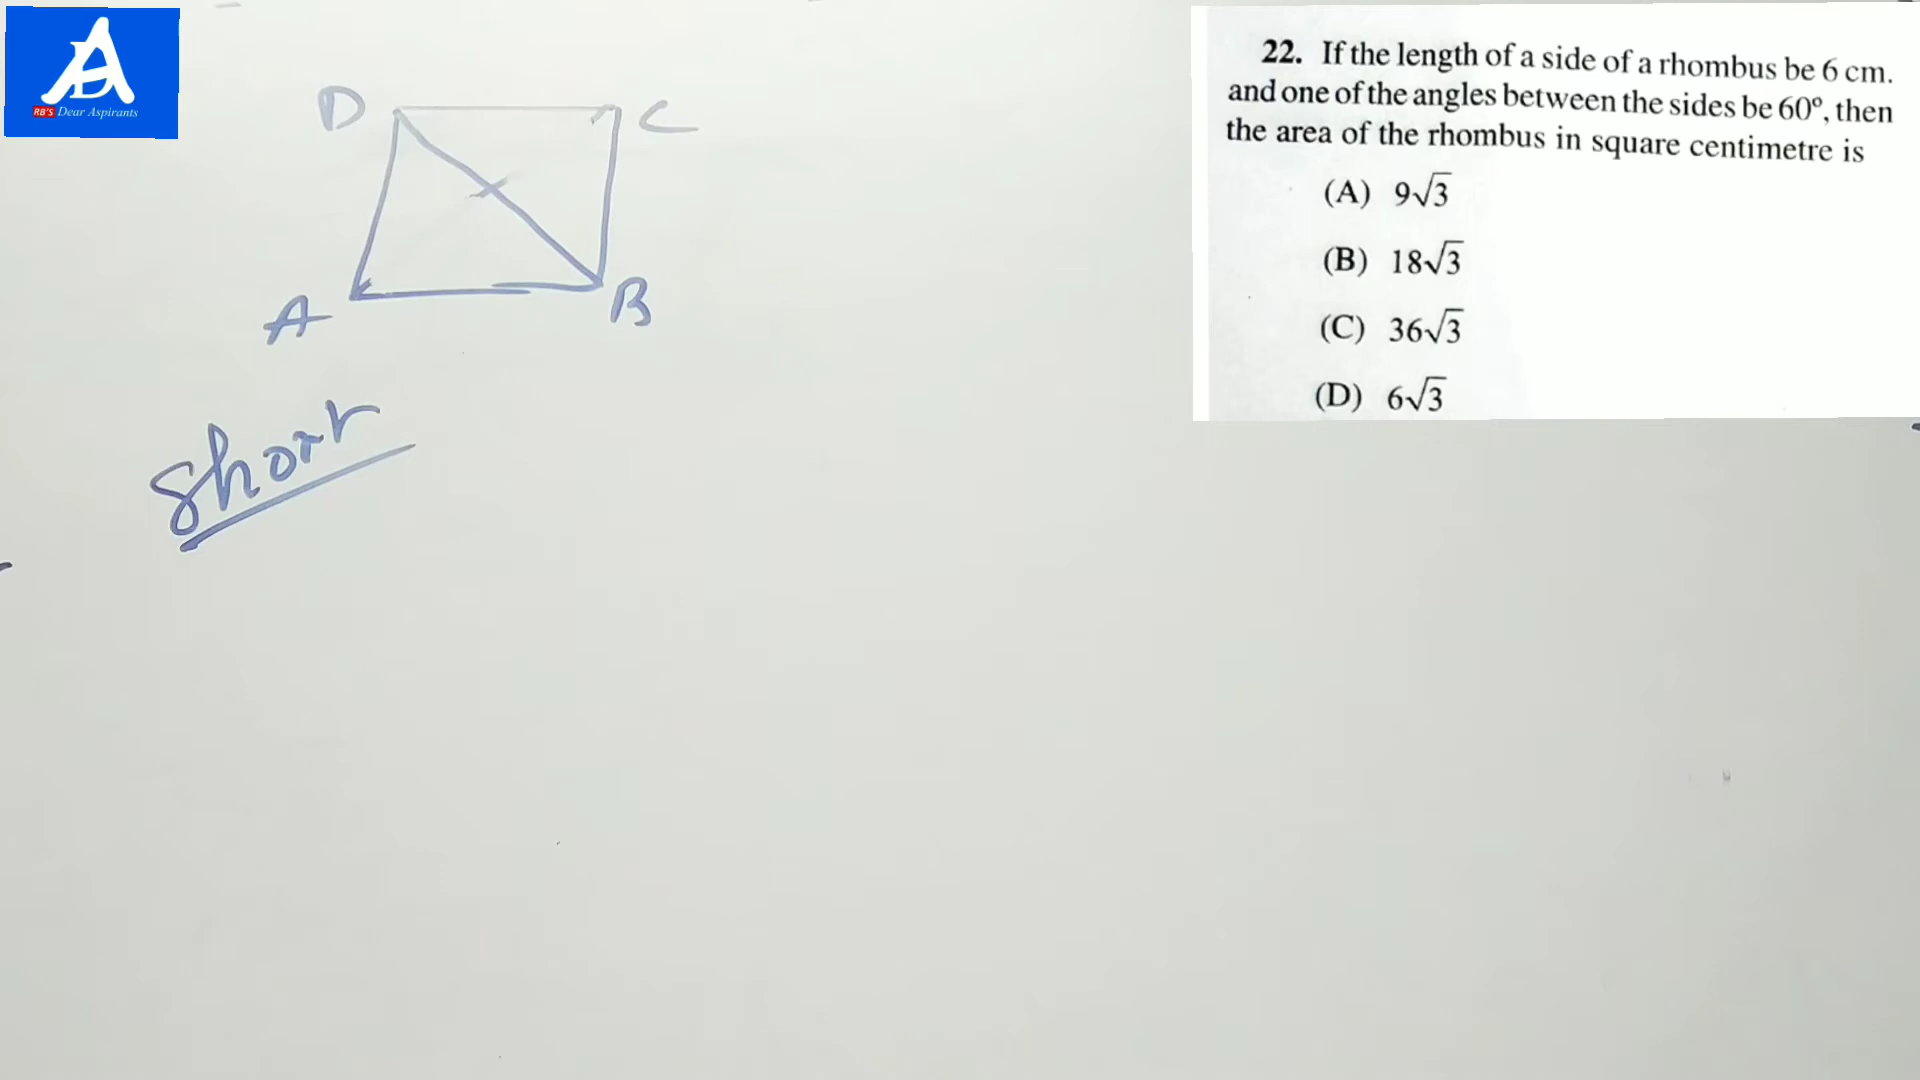 RB'S Dear Aspirants
D
C
A
B
Short
22. If the length of a side of a rhombus be 6 cm.
and one of the angles between the sides be 60º, then
the area of the rhombus in square centimetre is
(A) 9√3
(B) 18√3
(C) 36√3
(D) 6√3